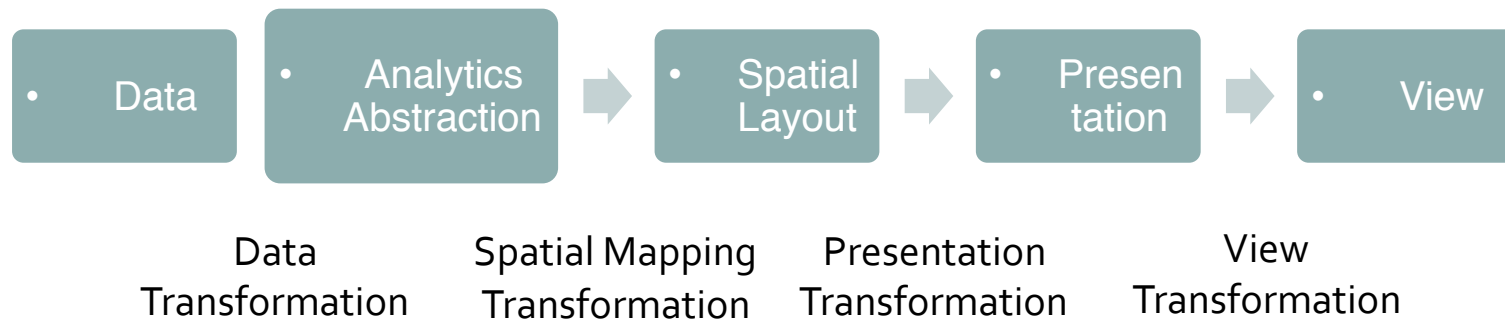 • Data
• Analytics
Abstraction
• Spatial
Layout
• Presen
tation
• View
Data
Transformation
Spatial Mapping
Transformation
Presentation
Transformation
View
Transformation